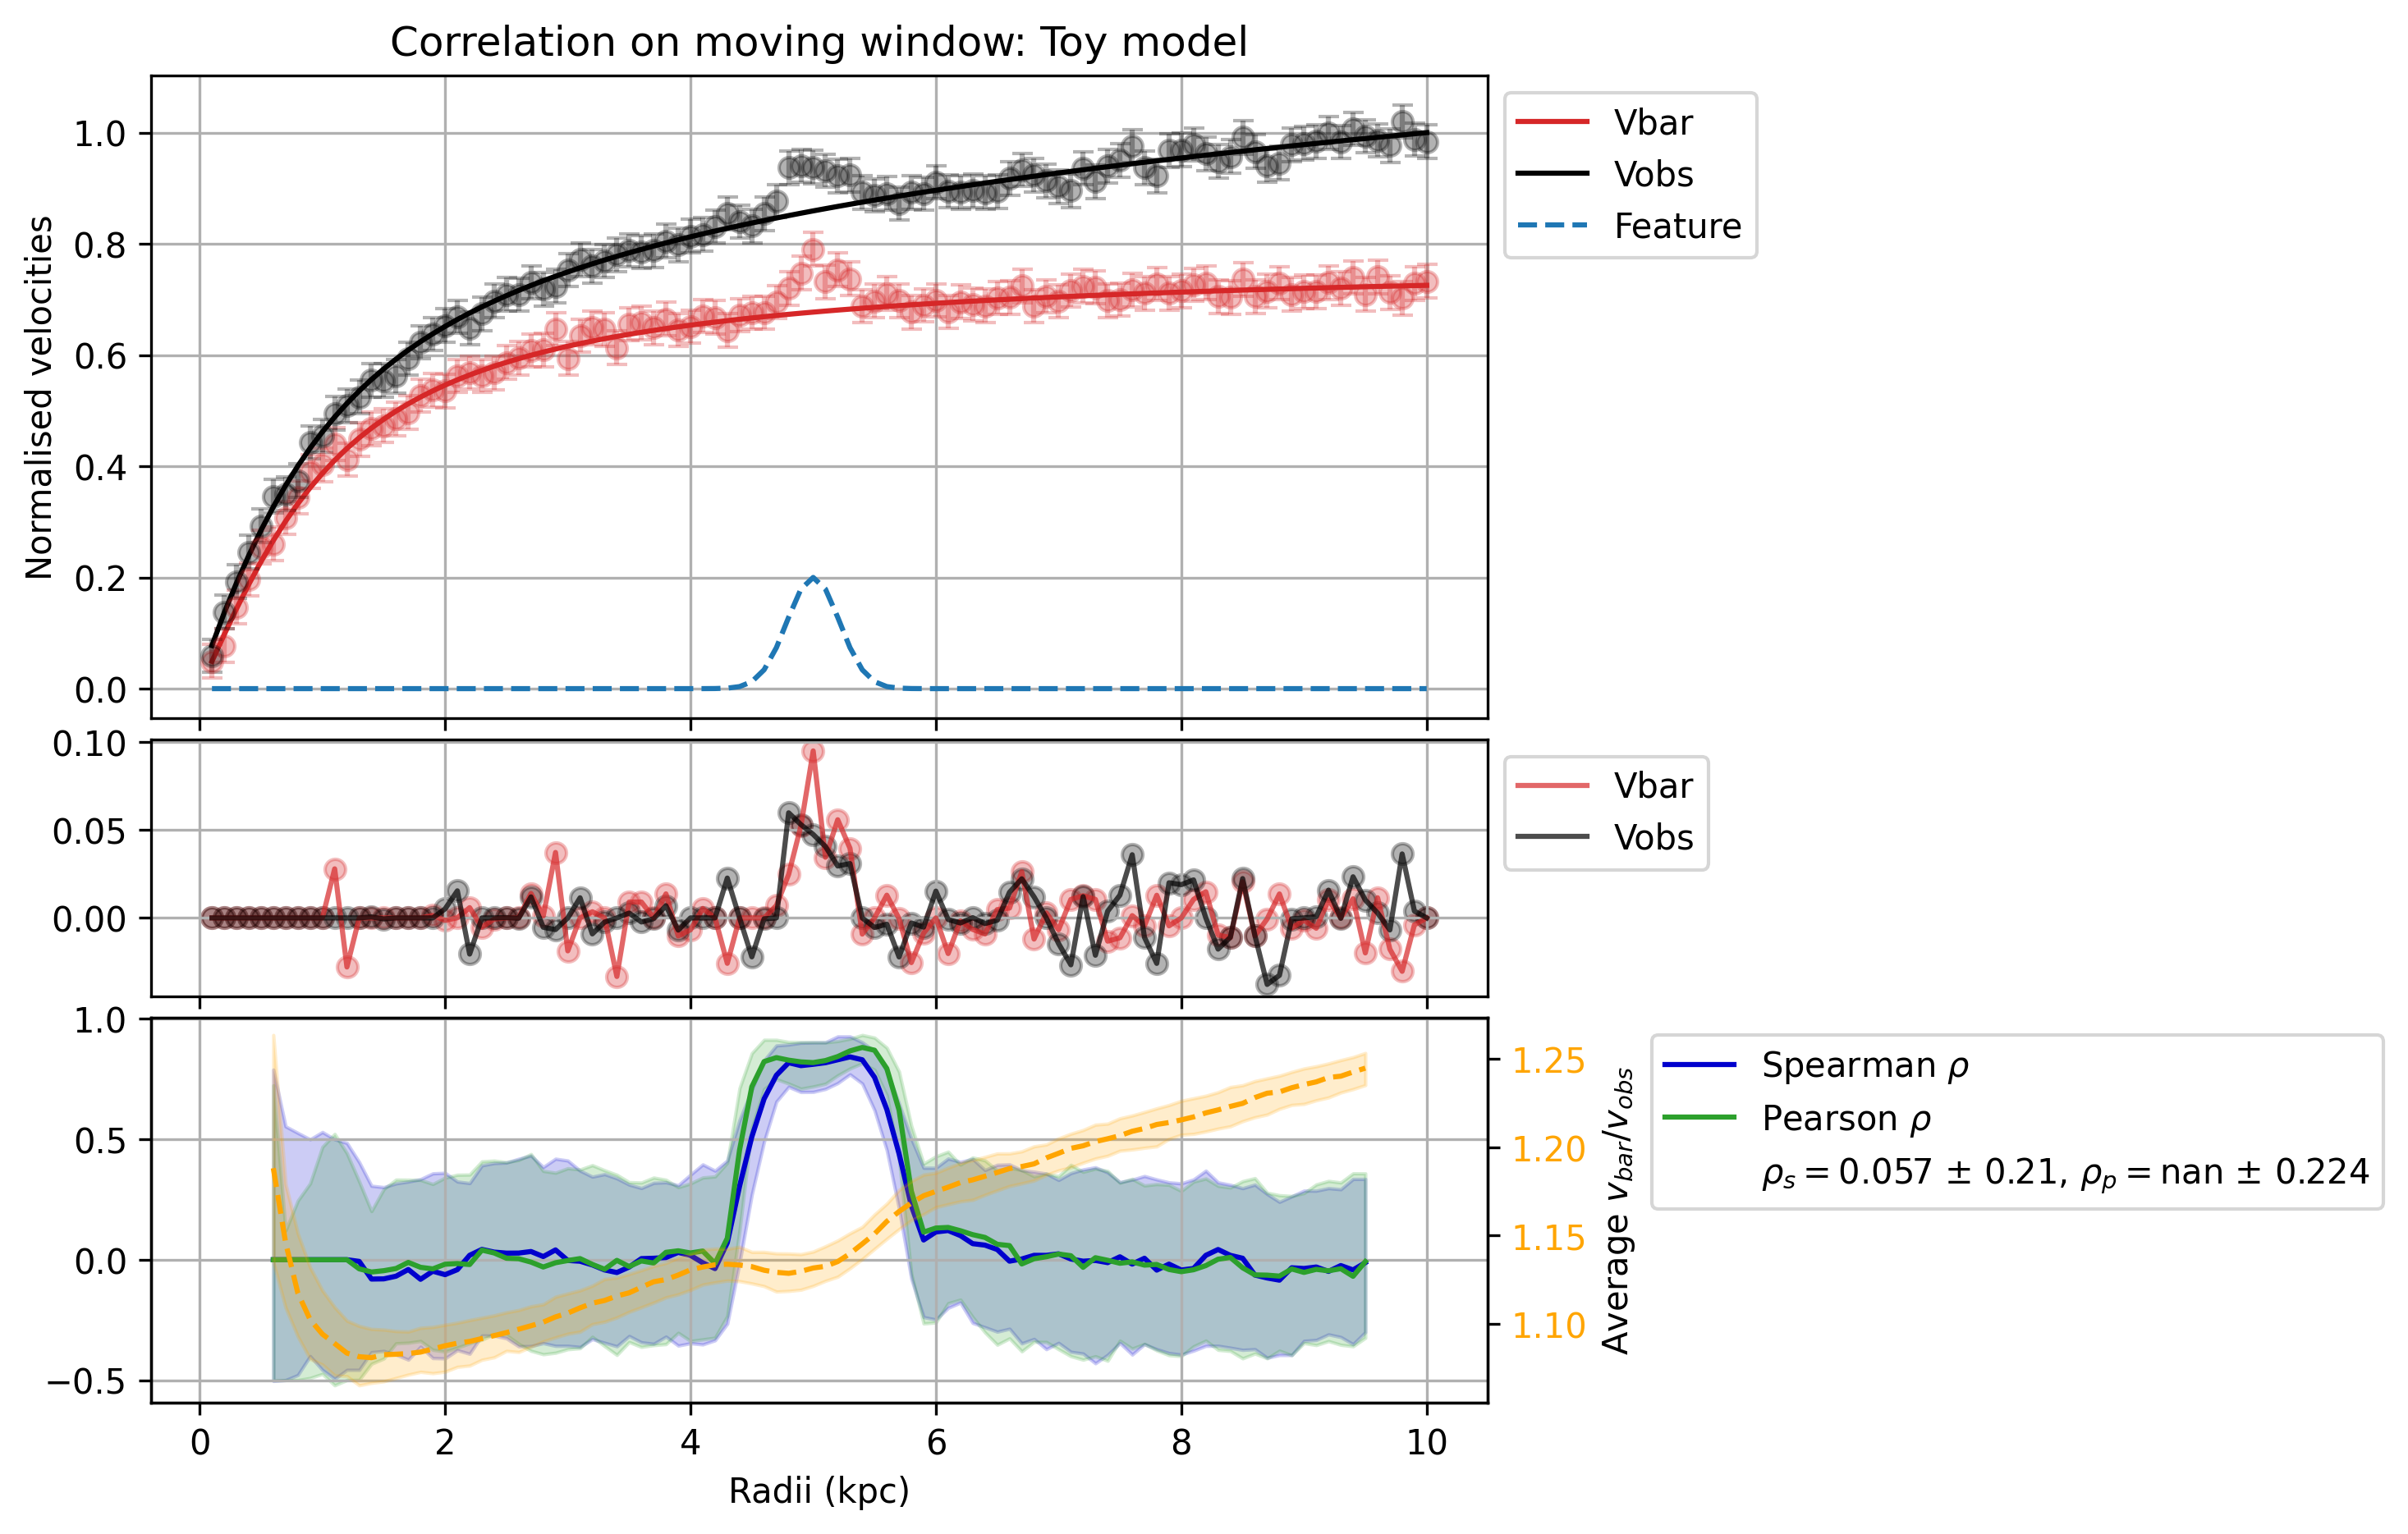 Correlation on moving window: Toy model
Normalised velocities
1.0
0.8
0.6
0.4
0.2
0.0
Vbar
Vobs
Feature
0.10
0.05
0.00
Vbar
Vobs
1.0
0.5
0.0
−0.5
1.25
1.20
1.15
1.10
Average v_bar/v_obs
Spearman ρ
Pearson ρ
ρ_s = 0.057 ± 0.21, ρ_p = nan ± 0.224
0 2 4 6 8 10
Radii (kpc)